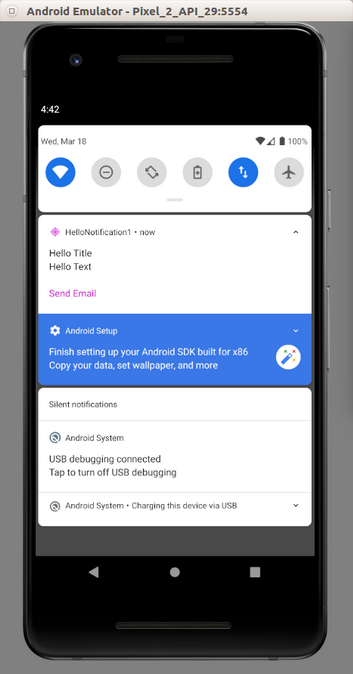 Android Emulator - Pixel_2_API_29:5554
4:42
Wed, Mar 18
100%
HelloNotification1 • now
Hello Title
Hello Text
Send Email
Android Setup
Finish setting up your Android SDK built for x86
Copy your data, set wallpaper, and more
Silent notifications
Android System
USB debugging connected
Tap to turn off USB debugging
Android System • Charging this device via USB